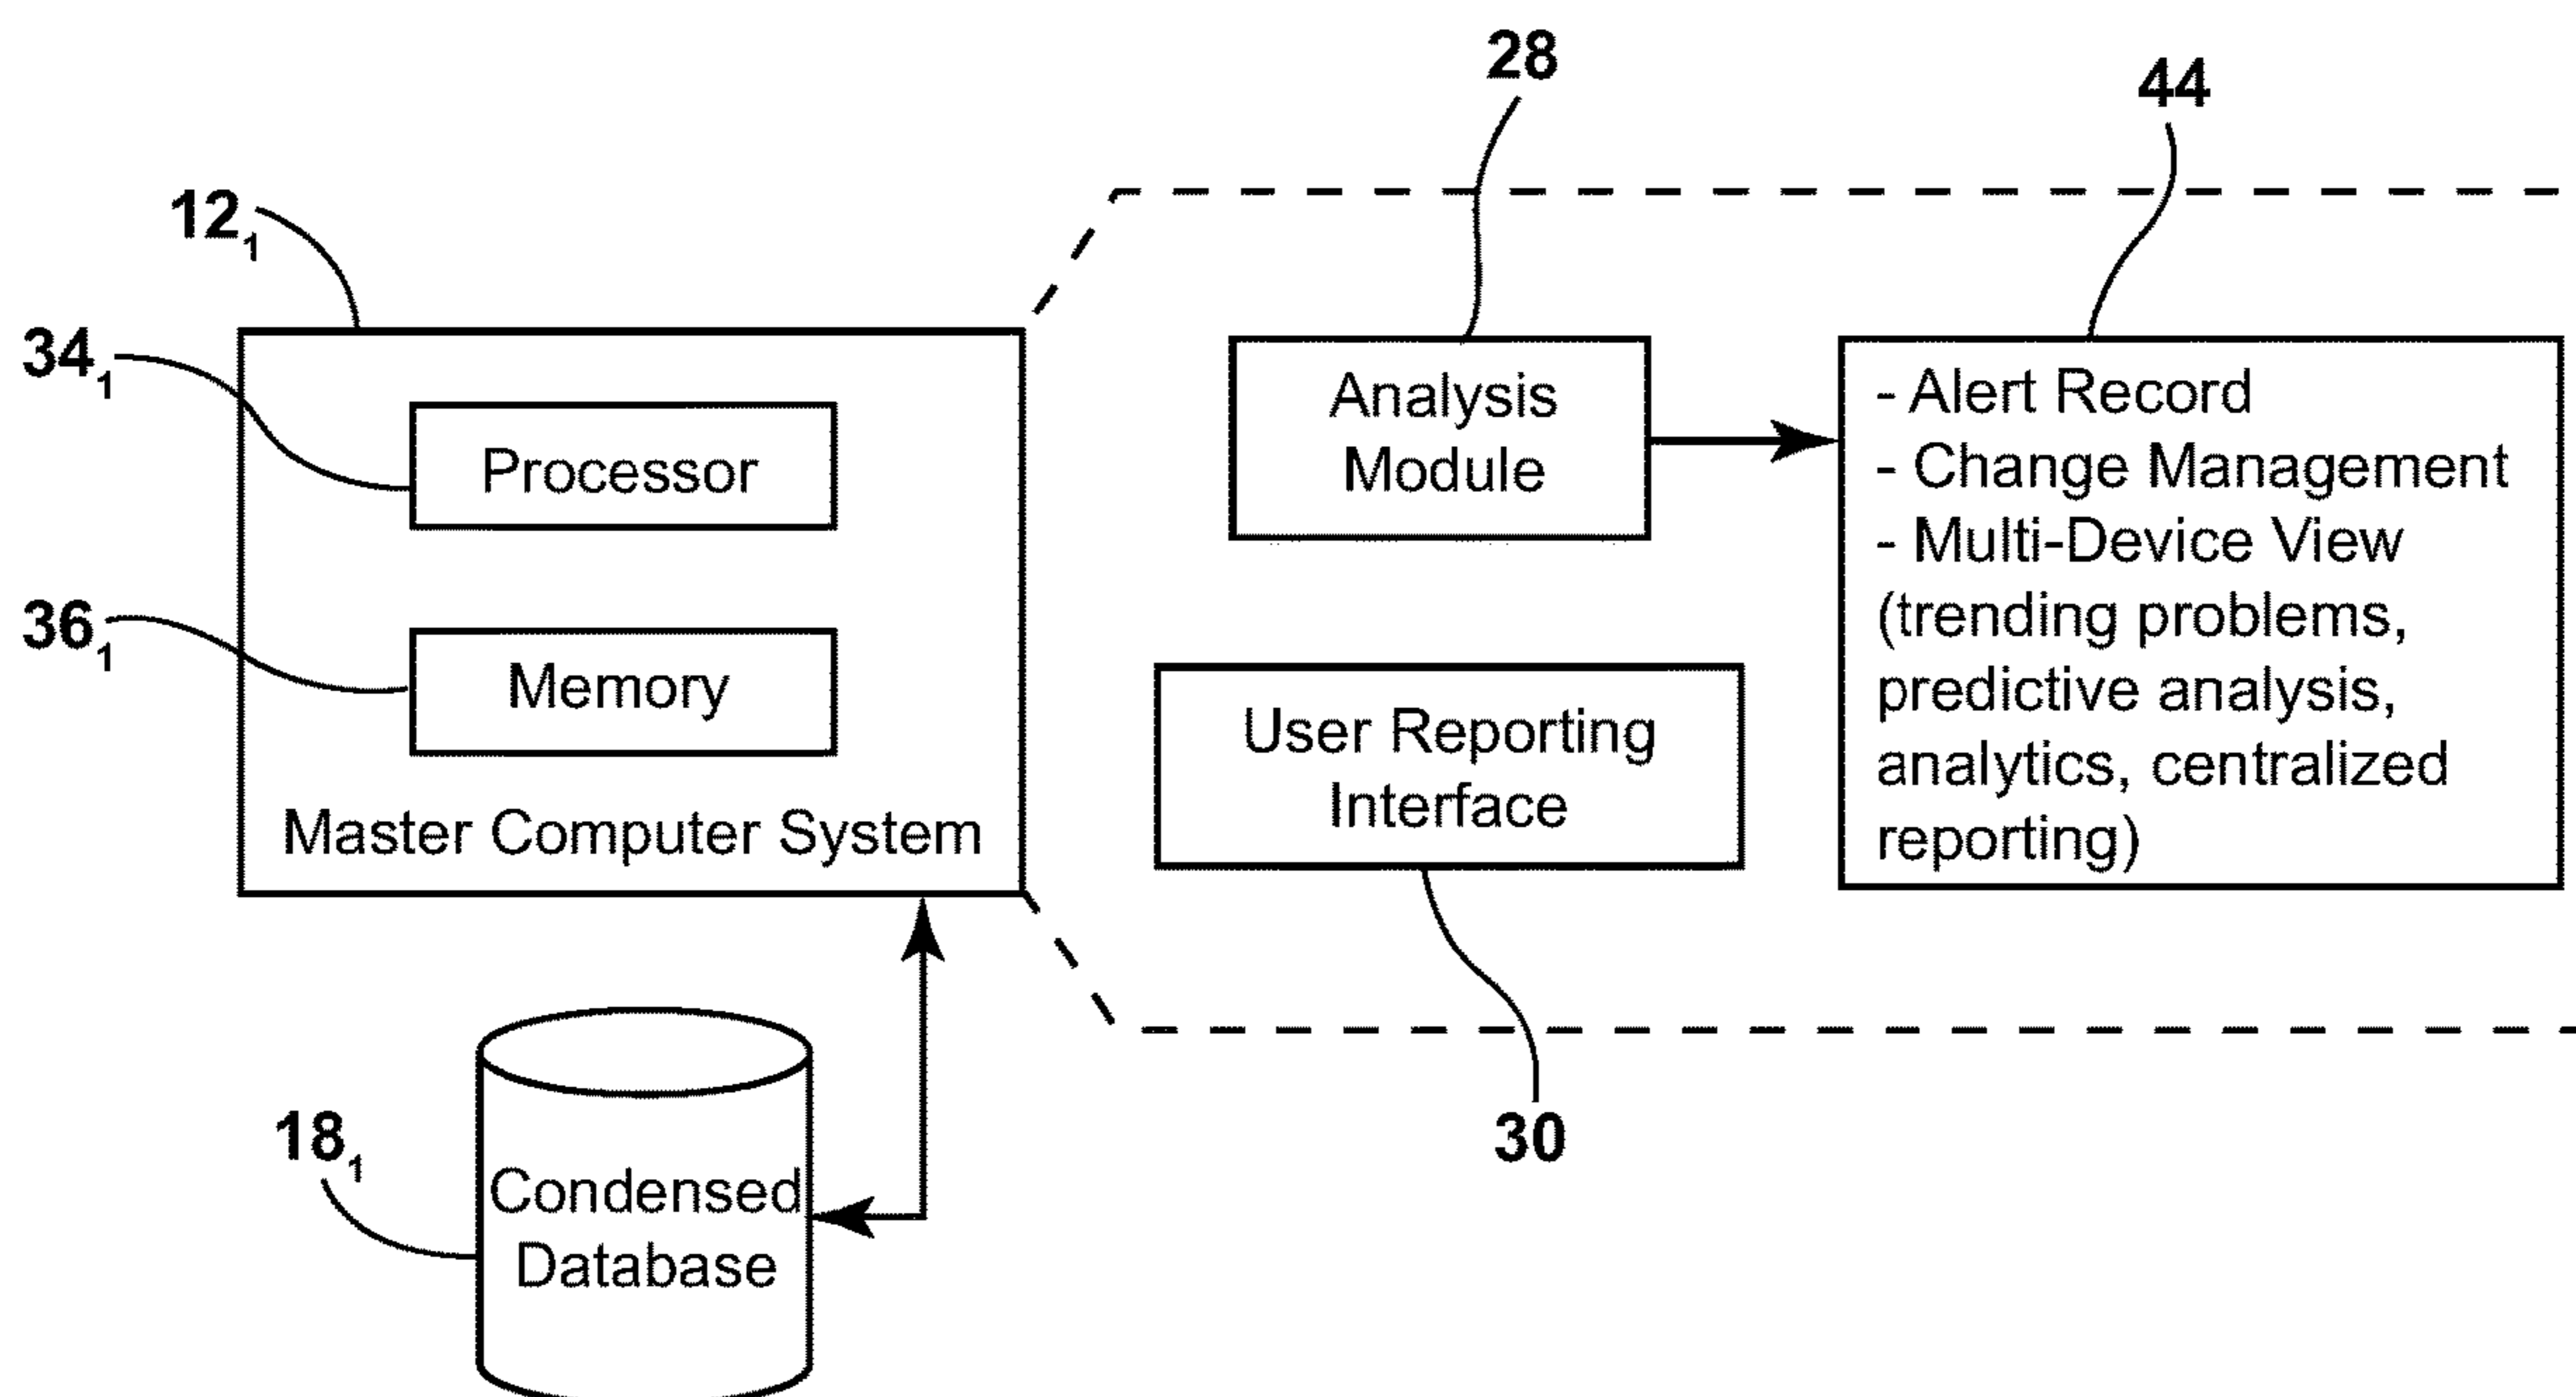 28
44
12₁
34₁
Processor
36₁
Memory
Master Computer System
Analysis
Module
- Alert Record
- Change Management
- Multi-Device View
(trending problems,
predictive analysis,
analytics, centralized
reporting)
User Reporting
Interface
30
18₁
Condensed
Database